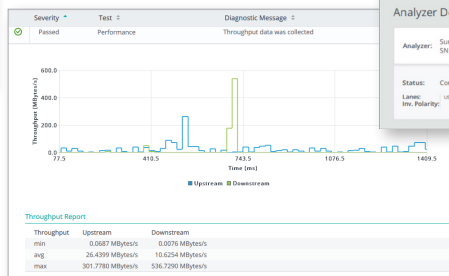 Severity Test Diagnostic Message
Passed Performance Throughput data was collected
Analyzer D
Analyzer: Su
SN
Status: Co
Lanes: U
Inv. Polarity:
Throughput (MBytes/s)
600.0
400.0
200.0
0.0
77.5 410.5 743.5 1076.5 1409.5
Time (ms)
Upstream Downstream
Throughput Report
Throughput Upstream Downstream
min 0.0687 MBytes/s 0.0076 MBytes/s
avg 26.4399 MBytes/s 10.6254 MBytes/s
max 301.7780 MBytes/s 536.7290 MBytes/s